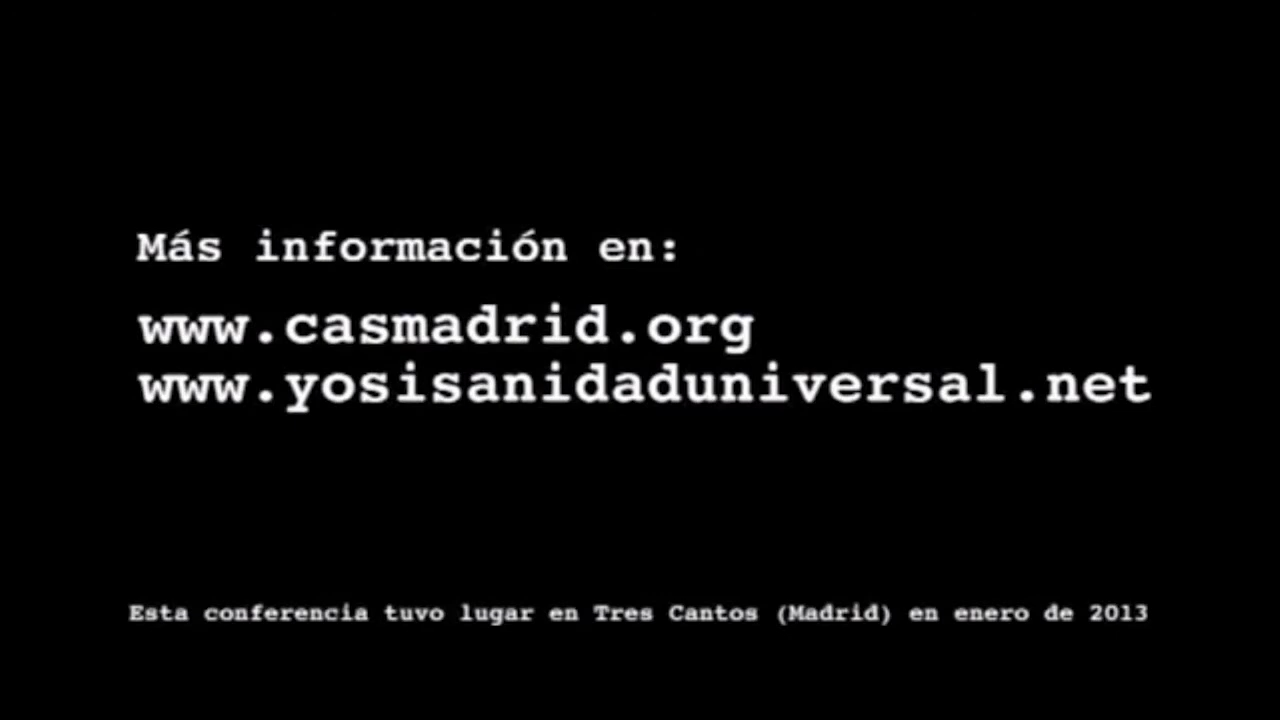 Más información en:
www.casmadrid.org
www.yosisanidaduniversal.net
Esta conferencia tuvo lugar en Tres Cantos (Madrid) en enero de 2013